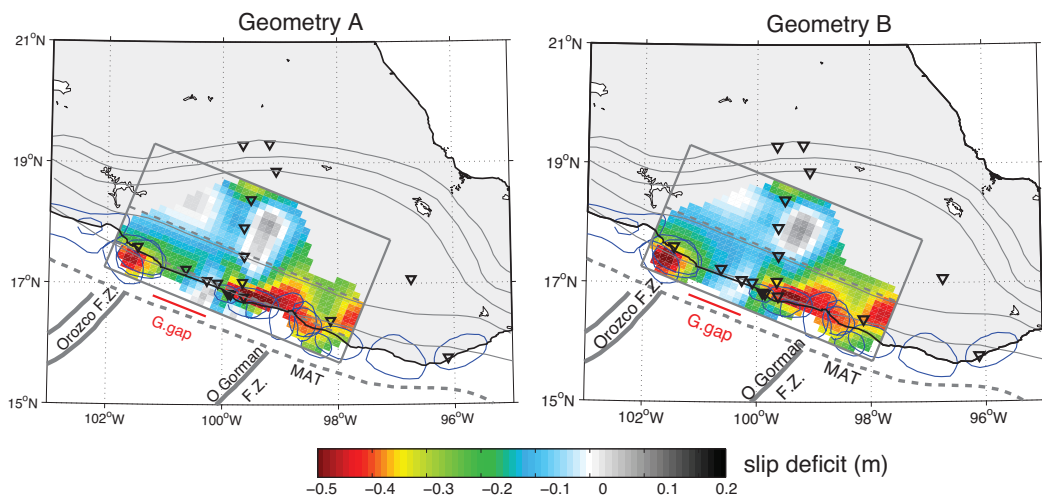 Geometry A
Geometry B
21°N
19°N
17°N
15°N
102°W
100°W
98°W
96°W
Orozco F.Z.
G.gap
O Gorman
F.Z.
MAT
21°N
19°N
17°N
15°N
102°W
100°W
98°W
96°W
Orozco F.Z.
G.gap
O Gorman
F.Z.
MAT
slip deficit (m)
−0.5
−0.4
−0.3
−0.2
−0.1
0
0.1
0.2